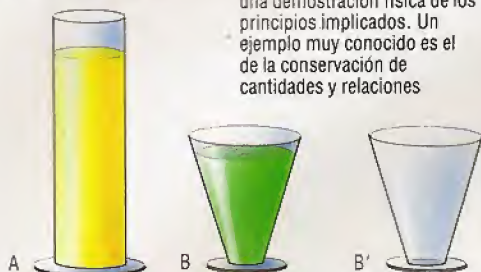 una demostración física de los
principios implicados. Un
ejemplo muy conocido es el
de la conservación de
cantidades y relaciones
A B B'